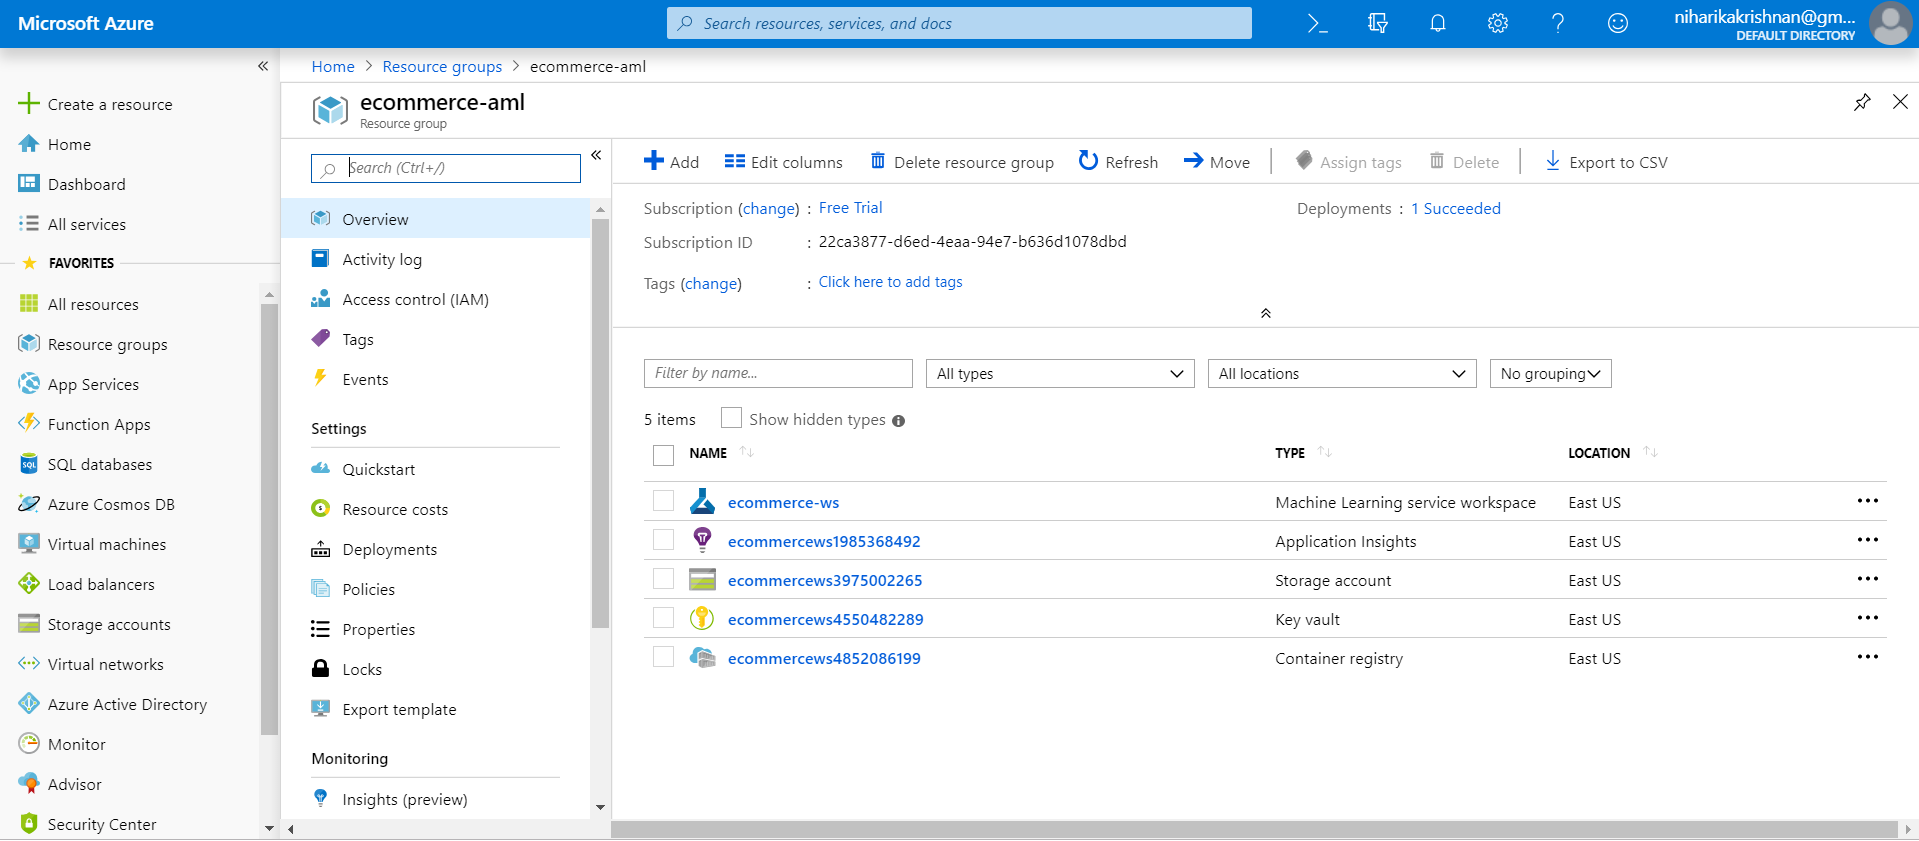 Microsoft Azure
Search resources, services, and docs
niharikakrishnan@gm...
DEFAULT DIRECTORY
Create a resource
Home
Dashboard
All services
FAVORITES
All resources
Resource groups
App Services
Function Apps
SQL databases
Azure Cosmos DB
Virtual machines
Load balancers
Storage accounts
Virtual networks
Azure Active Directory
Monitor
Advisor
Security Center
Home > Resource groups > ecommerce-aml
ecommerce-aml
Resource group
Search (Ctrl+/)
Overview
Activity log
Access control (IAM)
Tags
Events
Settings
Quickstart
Resource costs
Deployments
Policies
Properties
Locks
Export template
Monitoring
Insights (preview)
Add Edit columns Delete resource group Refresh Move Assign tags Delete Export to CSV
Subscription (change) : Free Trial
Deployments : 1 Succeeded
Subscription ID : 22ca3877-d6ed-4eaa-94e7-b636d1078dbd
Tags (change) : Click here to add tags
Filter by name... All types All locations No grouping
5 items Show hidden types
NAME TYPE LOCATION
ecommerce-ws Machine Learning service workspace East US
ecommercews1985368492 Application Insights East US
ecommercews3975002265 Storage account East US
ecommercews4550482289 Key vault East US
ecommercews4852086199 Container registry East US